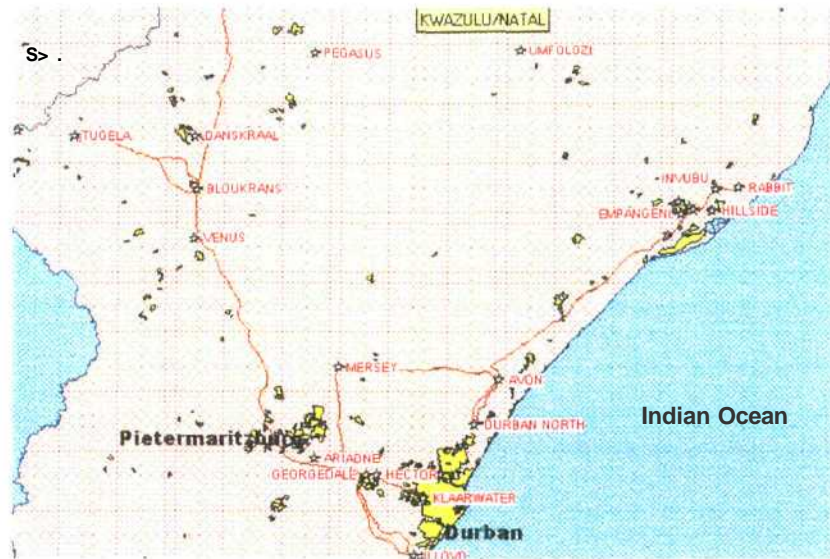 KWAZULU/NATAL
S> .
PEGASUS
UMFOLOZI
TUGELA
DANSKRAAL
BLOUKRANS
INVUBU
RABBIT
EMPANGENI
HILLSIDE
VENUS
MERSEY
AVON
Indian Ocean
DURBAN NORTH
Pietermaritzburg
ARIADNE
GEORGEDALE
HECTOR
KLAARWATER
Durban
LLOYD